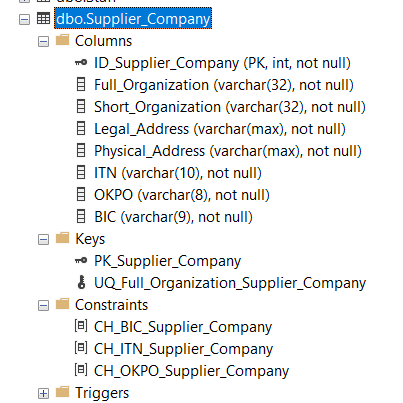 dbo.Supplier_Company
Columns
ID_Supplier_Company (PK, int, not null)
Full_Organization (varchar(32), not null)
Short_Organization (varchar(32), not null)
Legal_Address (varchar(max), not null)
Physical_Address (varchar(max), not null)
ITN (varchar(10), not null)
OKPO (varchar(8), not null)
BIC (varchar(9), not null)
Keys
PK_Supplier_Company
UQ_Full_Organization_Supplier_Company
Constraints
CH_BIC_Supplier_Company
CH_ITN_Supplier_Company
CH_OKPO_Supplier_Company
Triggers